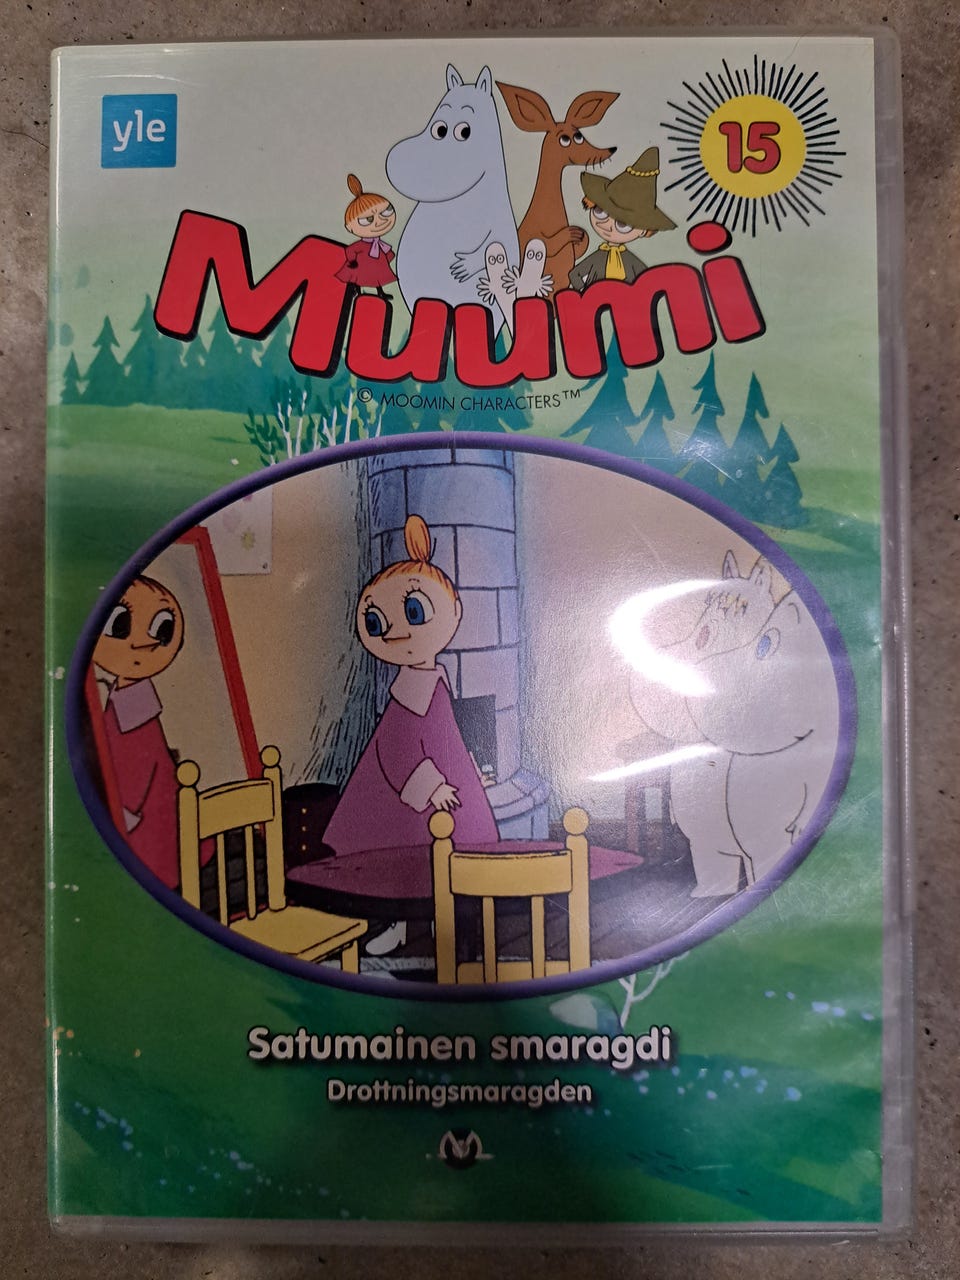 yle
15
Muumi
© MOOMIN CHARACTERS™
Satumainen smaragdi
Drottningsmaragden